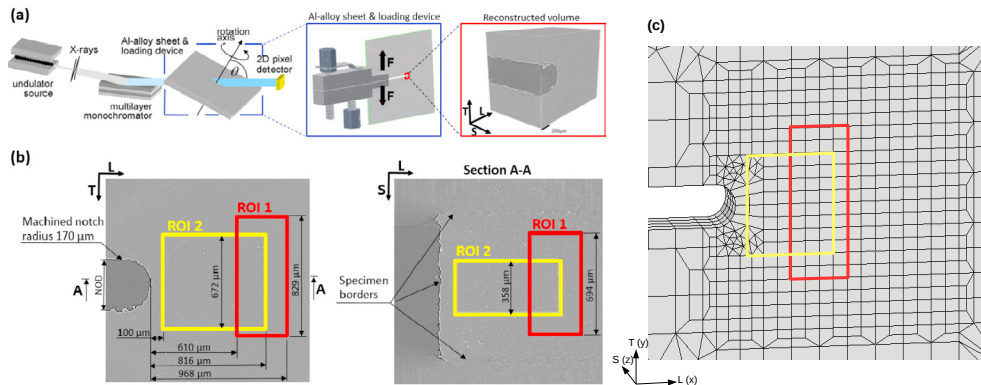 (a)
X-rays
undulator
source
multilayer
monochromator
Al-alloy sheet &
loading device
rotation
axis
θ
2D pixel
detector
Al-alloy sheet & loading device
F
F
Reconstructed volume
T
L
S
200μm
(b)
L
T
Machined notch
radius 170 μm
ROI 2
ROI 1
NOD
A
A
672 μm
829 μm
100 μm
610 μm
816 μm
968 μm
L
S
Section A-A
ROI 1
ROI 2
Specimen
borders
358 μm
694 μm
(c)
T (y)
S (z)
L (x)